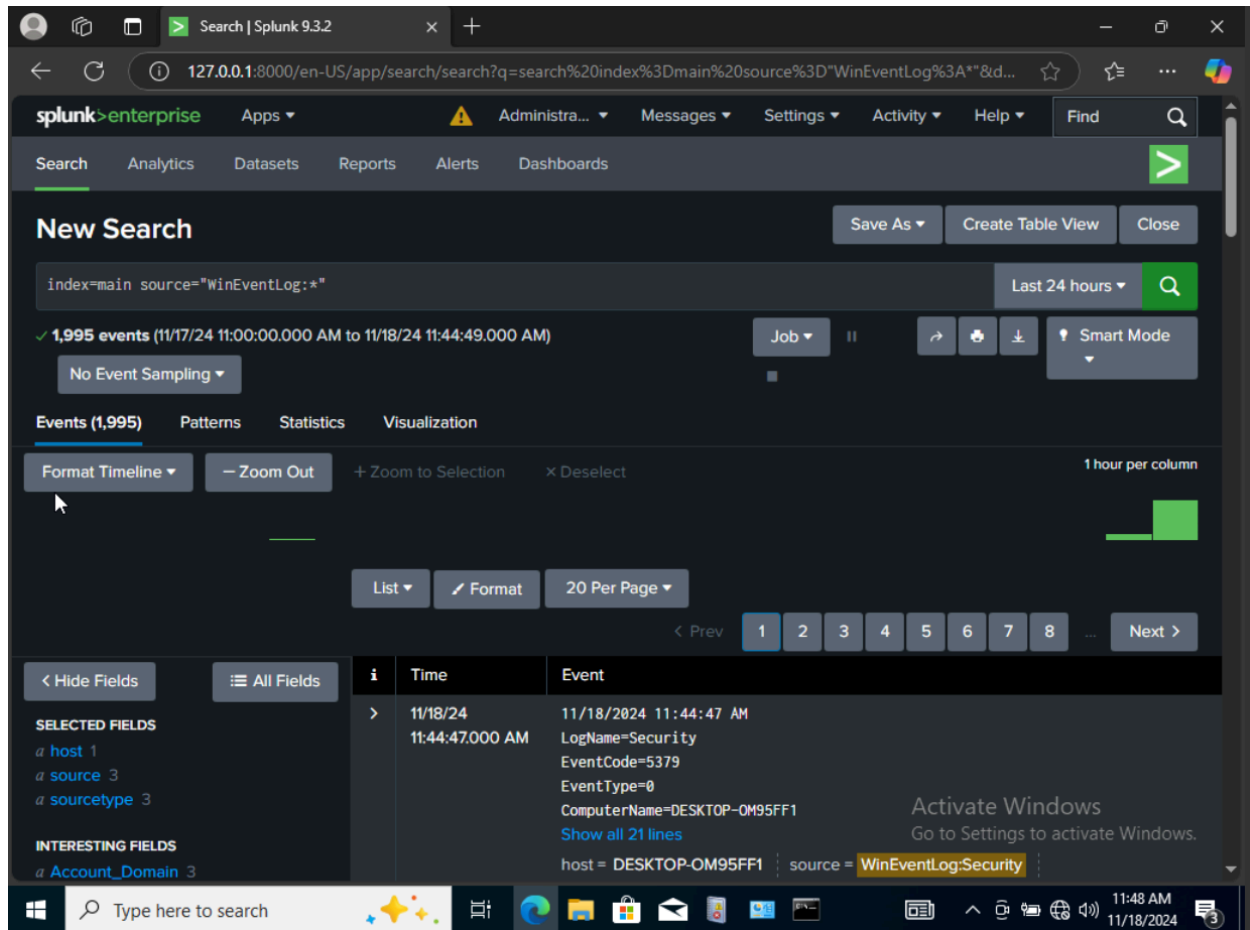 Search | Splunk 9.3.2
127.0.0.1:8000/en-US/app/search/search?q=search%20index%3Dmain%20source%3D"WinEventLog%3A*"&d...
splunk>enterprise Apps Administra... Messages Settings Activity Help Find
Search Analytics Datasets Reports Alerts Dashboards
New Search Save As Create Table View Close
index=main source="WinEventLog:*" Last 24 hours
1,995 events (11/17/24 11:00:00.000 AM to 11/18/24 11:44:49.000 AM) Job Smart Mode
No Event Sampling
Events (1,995) Patterns Statistics Visualization
Format Timeline — Zoom Out + Zoom to Selection × Deselect 1 hour per column
List Format 20 Per Page
< Prev 1 2 3 4 5 6 7 8 ... Next >
< Hide Fields All Fields i Time Event
SELECTED FIELDS
a host 1
a source 3
a sourcetype 3
INTERESTING FIELDS
a Account_Domain 3
> 11/18/24
11:44:47.000 AM
11/18/2024 11:44:47 AM
LogName=Security
EventCode=5379
EventType=0
ComputerName=DESKTOP-OM95FF1
Show all 21 lines
host = DESKTOP-OM95FF1 source = WinEventLog:Security
Activate Windows
Go to Settings to activate Windows.
Type here to search
11:48 AM
11/18/2024
3